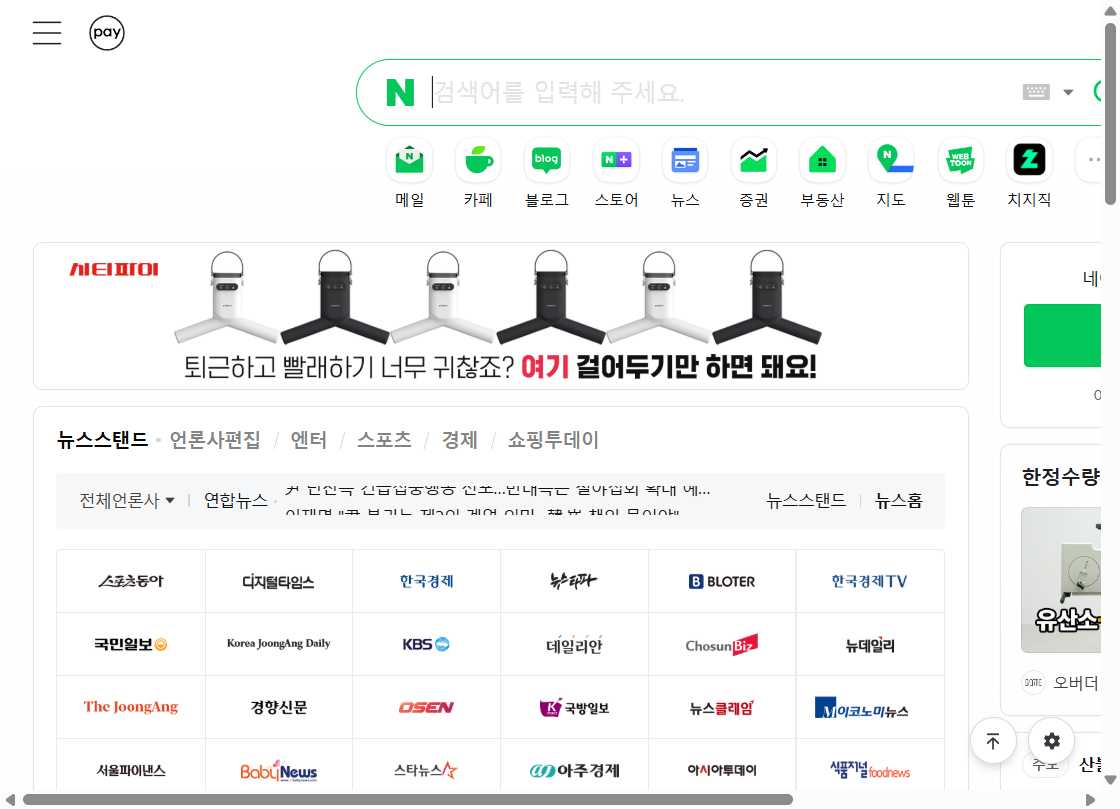 pay
N 검색어를 입력해 주세요.
메일 카페 블로그 스토어 뉴스 증권 부동산 지도 웹툰 치지직
시티파이
퇴근하고 빨래하기 너무 귀찮죠? 여기 걸어두기만 하면 돼요!
뉴스스탠드 언론사편집 엔터 스포츠 경제 쇼핑투데이
전체언론사 연합뉴스 뉴스스탠드 뉴스홈
스포츠동아 디지털타임스 한국경제 뉴스타파 BLOTER 한국경제TV
국민일보 Korea JoongAng Daily KBS 데일리안 ChosunBiz 뉴데일리
The JoongAng 경향신문 OSEN 국방일보 뉴스클레임 M이코노미뉴스
서울파이낸스 BabyNews 스타뉴스 아주경제 아시아투데이 식품저널 foodnews
한정수량
유산소
오버더